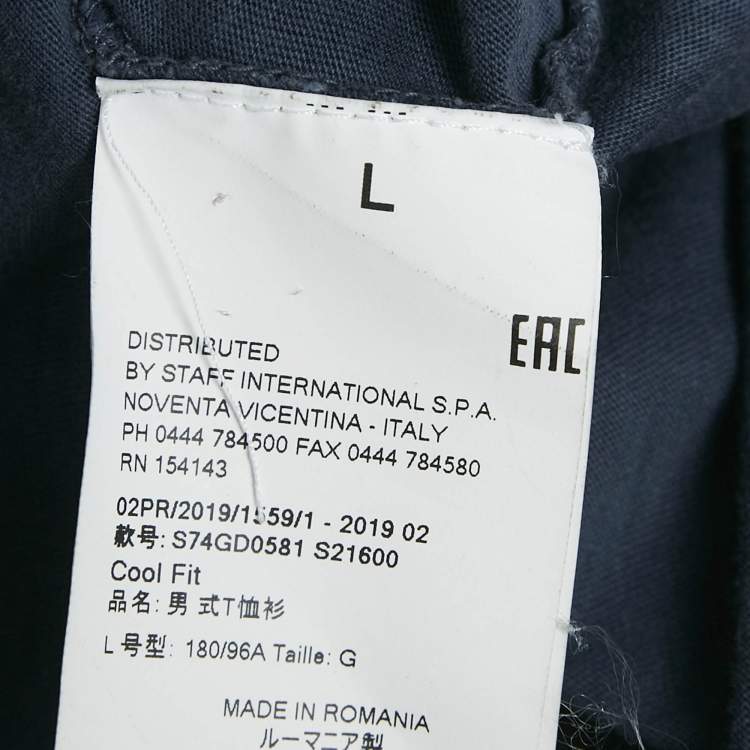 L
EAC
DISTRIBUTED
BY STAFF INTERNATIONAL S.P.A.
NOVENTA VICENTINA - ITALY
PH 0444 784500 FAX 0444 784580
RN 154143
02PR/2019/1559/1 - 2019 02
款号: S74GD0581 S21600
Cool Fit
品名: 男 式T恤衫
L 号型: 180/96A Taille: G
MADE IN ROMANIA
ルーマニア製